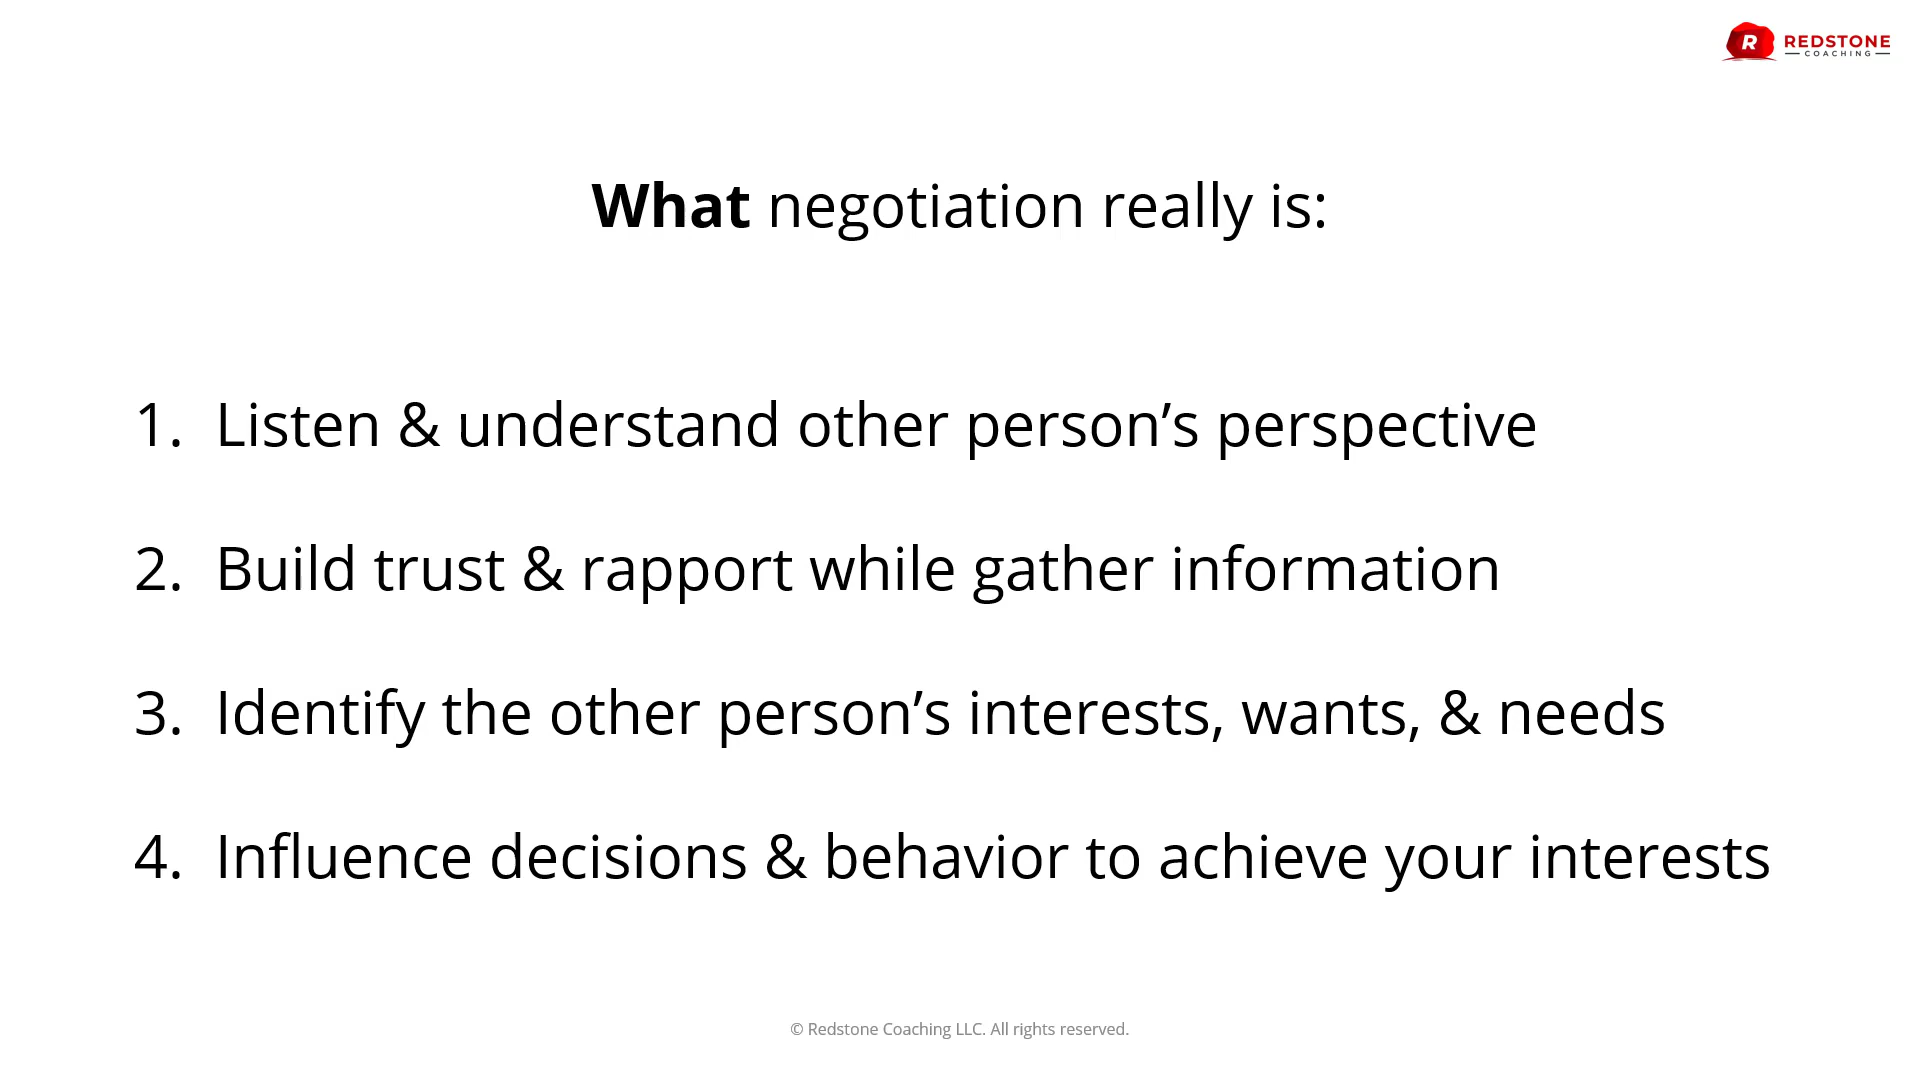 R REDSTONE
COACHING
What negotiation really is:
1. Listen & understand other person’s perspective
2. Build trust & rapport while gather information
3. Identify the other person’s interests, wants, & needs
4. Influence decisions & behavior to achieve your interests
© Redstone Coaching LLC. All rights reserved.